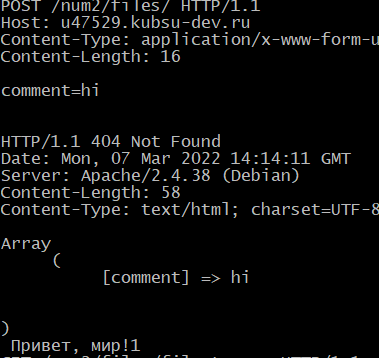 POST /num2/files/ HTTP/1.1
Host: u47529.kubsu-dev.ru
Content-Type: application/x-www-form-u
Content-Length: 16
comment=hi
HTTP/1.1 404 Not Found
Date: Mon, 07 Mar 2022 14:14:11 GMT
Server: Apache/2.4.38 (Debian)
Content-Length: 58
Content-Type: text/html; charset=UTF-8
Array
(
[comment] => hi
)
Привет, мир!1